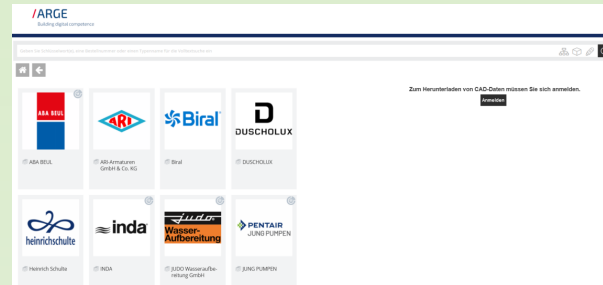 /ARGE
Building digital competence
Zum Herunterladen von CAD-Daten müssen Sie sich anmelden.
Anmelden
ABA BEUL
ARI
Biral
D
DUSCHOLUX
ABA BEUL
ARI-Armaturen
GmbH & Co. KG
Biral
DUSCHOLUX
heinrichschulte
inda
judo
Wasser-
Aufbereitung
PENTAIR
JUNG PUMPEN
Heinrich Schulte
INDA
JUDO Wasseraufbe-
reitung GmbH
JUNG PUMPEN